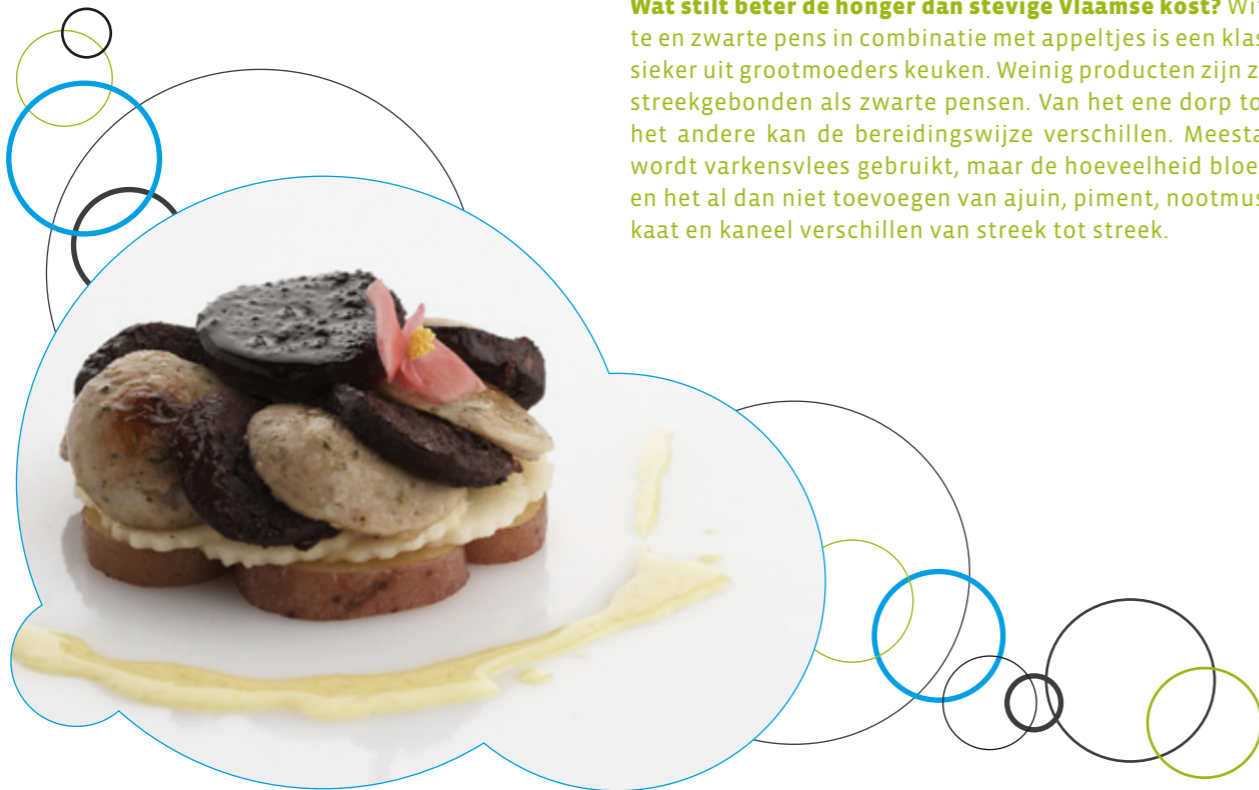 Wat stilt beter de honger dan stevige Vlaamse kost? Wi
te en zwarte pens in combinatie met appeltjes is een klas
sieker uit grootmoeders keuken. Weinig producten zijn z
streekgebonden als zwarte pensen. Van het ene dorp to
het andere kan de bereidingswijze verschillen. Meesta
wordt varkensvlees gebruikt, maar de hoeveelheid bloe
en het al dan niet toevoegen van ajuin, piment, nootmus
kaat en kaneel verschillen van streek tot streek.